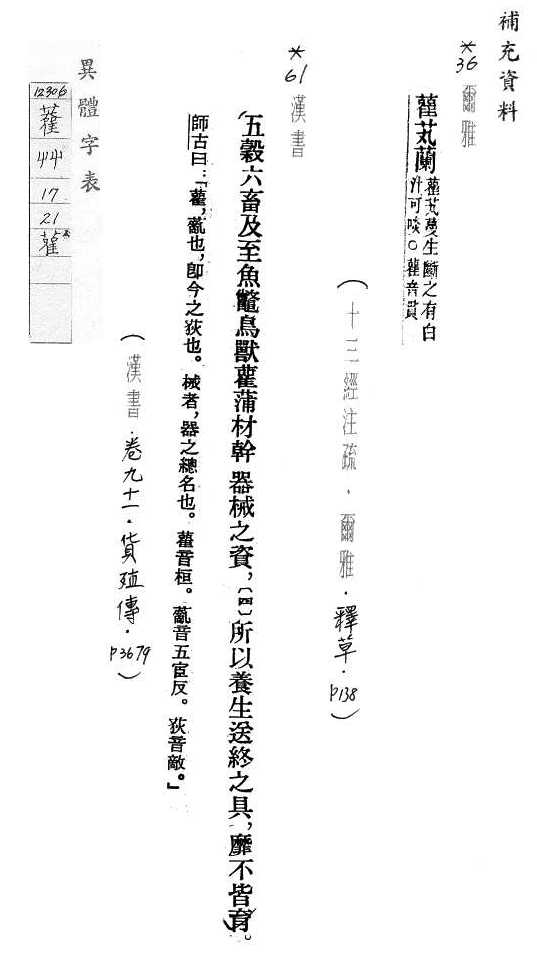 補充資料
*36 爾雅
雚芄蘭 雚芄蔓生斷之有白
汁可啖○雚音貫
(十三經注疏.爾雅.釋草.P138)
*61 漢書
(五穀六畜及至魚鼈鳥獸雚蒲材幹器械之資,〔四〕所以養生送終之具,靡不皆育。)
師古曰:「雚,薍也,卽今之荻也。械者,器之總名也。雚音桓。薍音五宦反。荻音敵。」
(漢書.卷九十一.貨殖傳.P3679)
異體字表
12306
雚
艸
17
21